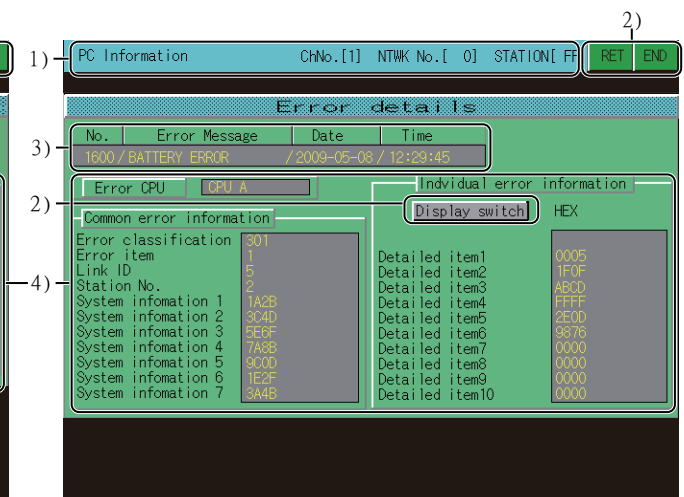 2)
1) PC Information ChNo.[1] NTWK No.[ 0] STATION[ FF RET END
Error details
No. Error Message Date Time
3) 1600 / BATTERY ERROR / 2009-05-08 / 12:29:45
Error CPU CPU A Indvidual error information
2) Display switch HEX
Common error information
Error classification 301
Error item 1 Detailed item1 0005
4) Link ID 5 Detailed item2 1F0F
Station No. 2 Detailed item3 ABCD
System infomation 1 1A2B Detailed item4 FFFF
System infomation 2 3C4D Detailed item5 2E0D
System infomation 3 5E6F Detailed item6 9876
System infomation 4 7A8B Detailed item7 0000
System infomation 5 9C0D Detailed item8 0000
System infomation 6 1E2F Detailed item9 0000
System infomation 7 3A4B Detailed item10 0000